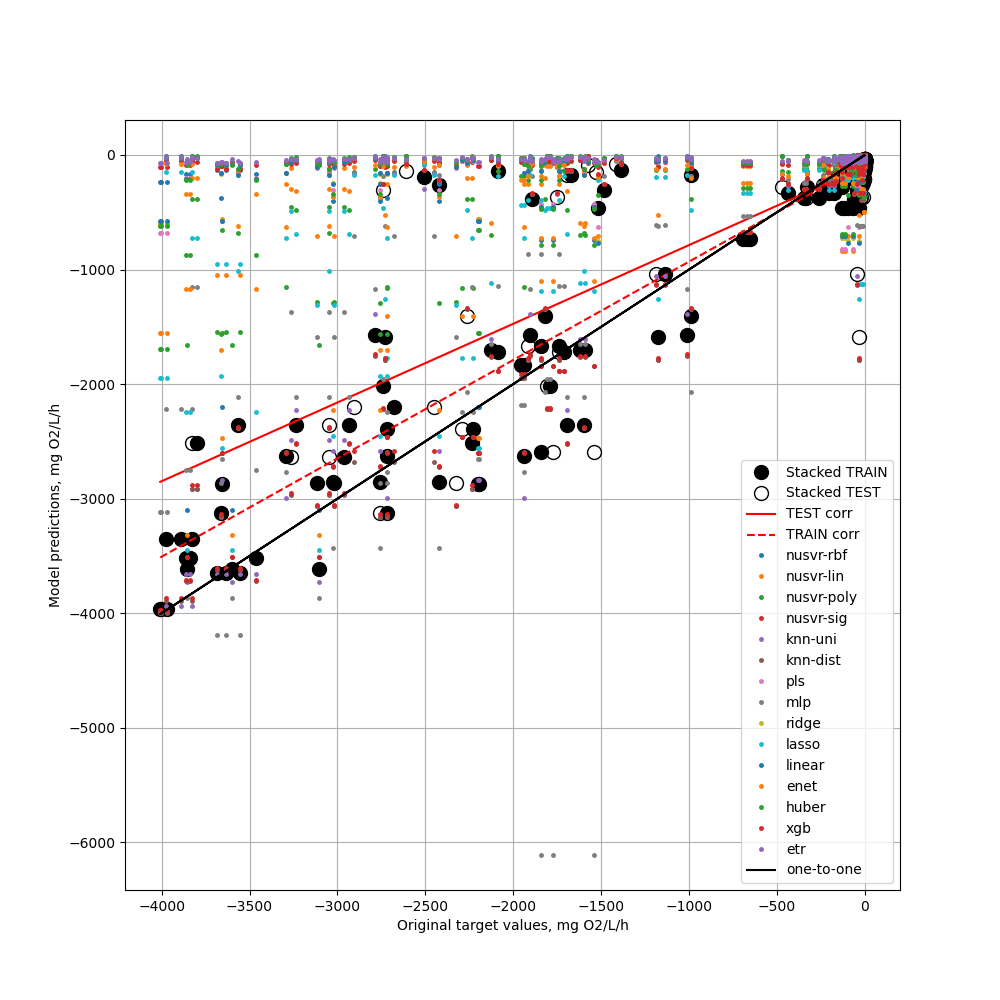 0
−1000
−2000
−3000
−4000
−5000
−6000
Model predictions, mg O2/L/h
−4000
−3500
−3000
−2500
−2000
−1500
−1000
−500
0
Original target values, mg O2/L/h
Stacked TRAIN
Stacked TEST
TEST corr
TRAIN corr
nusvr-rbf
nusvr-lin
nusvr-poly
nusvr-sig
knn-uni
knn-dist
pls
mlp
ridge
lasso
linear
enet
huber
xgb
etr
one-to-one